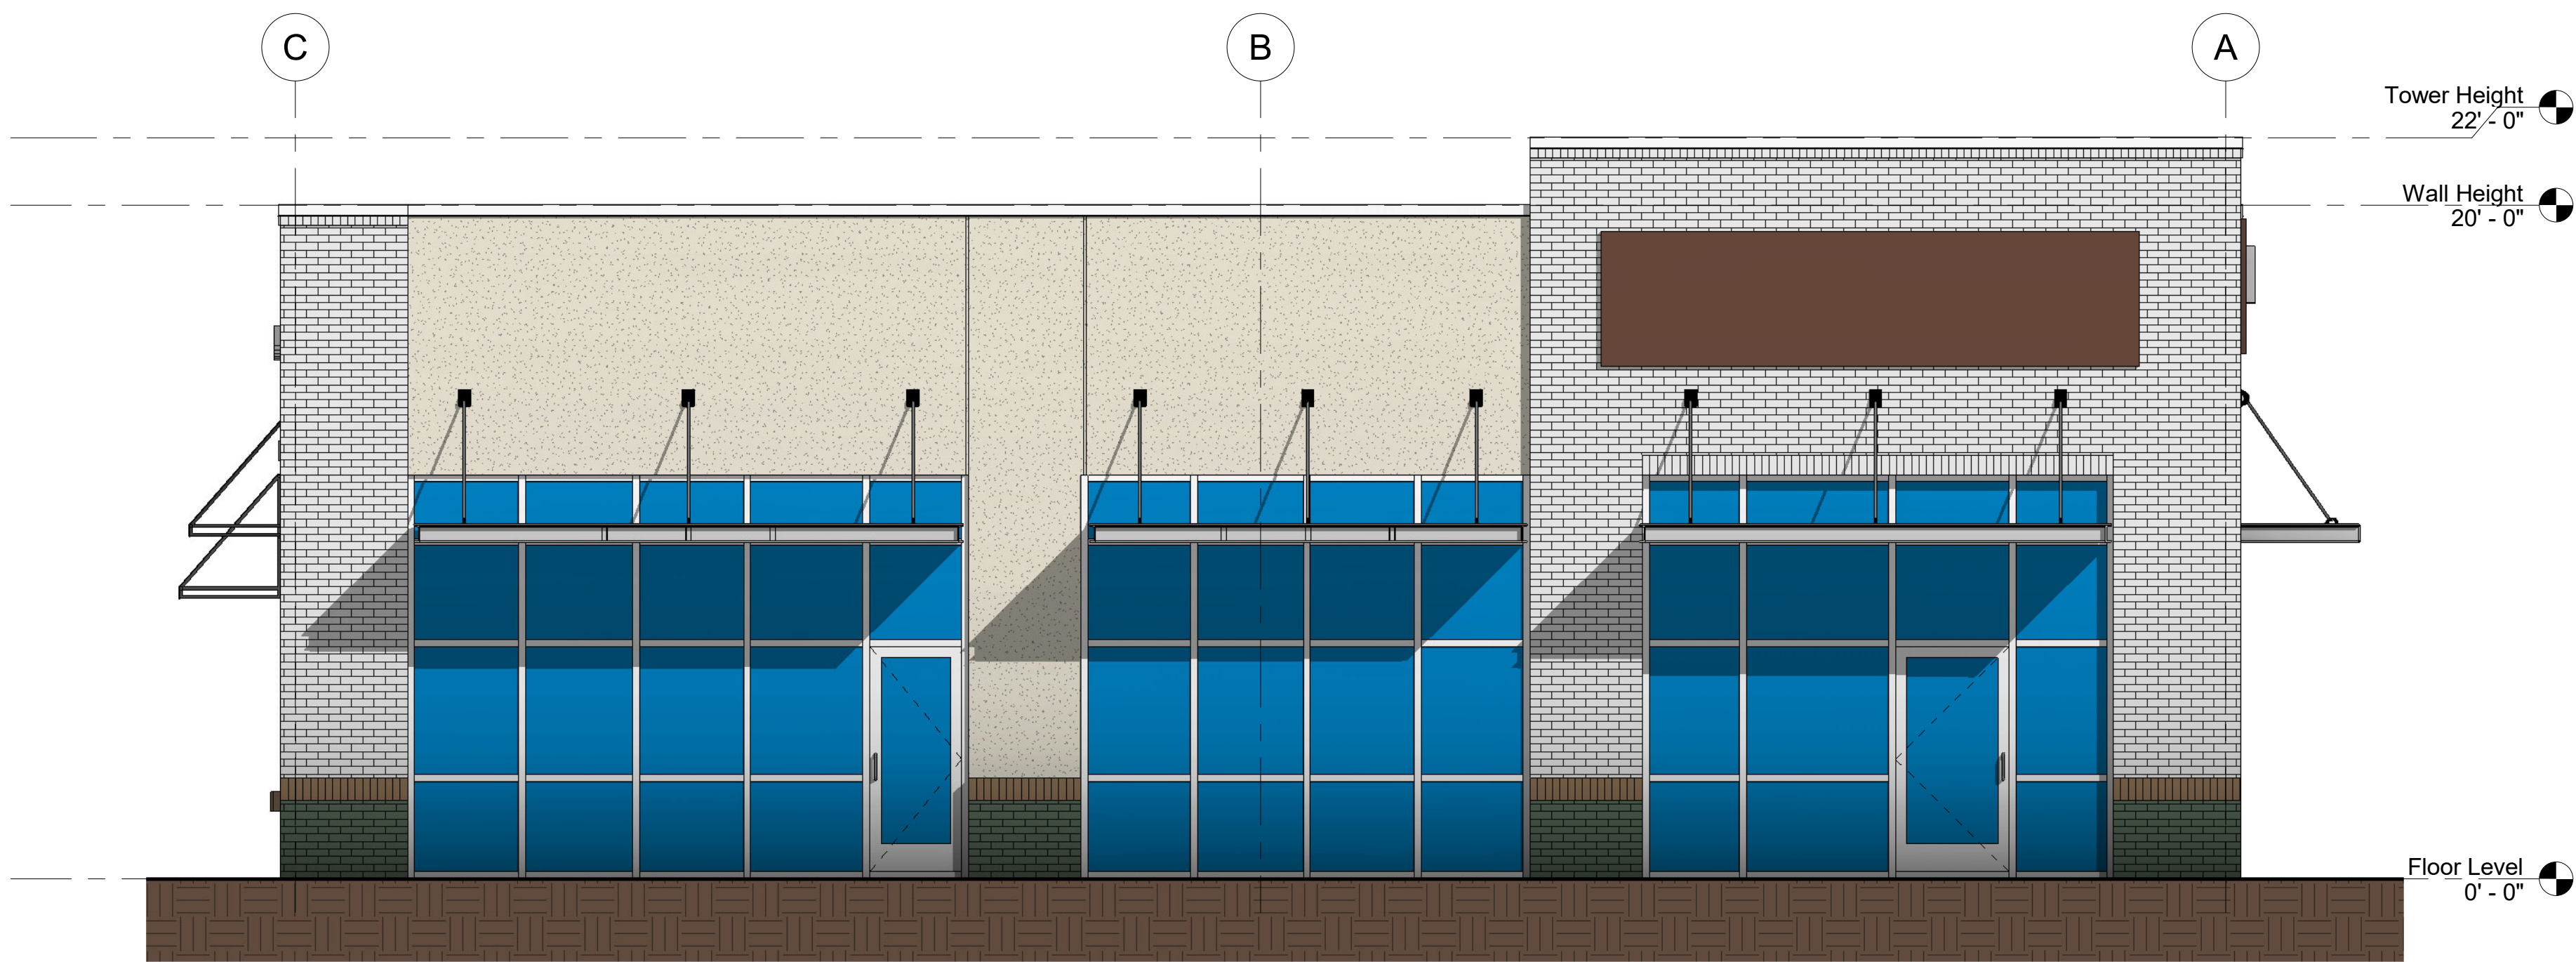 C
B
A
Tower Height
22' - 0"
Wall Height
20' - 0"
Floor Level
0' - 0"